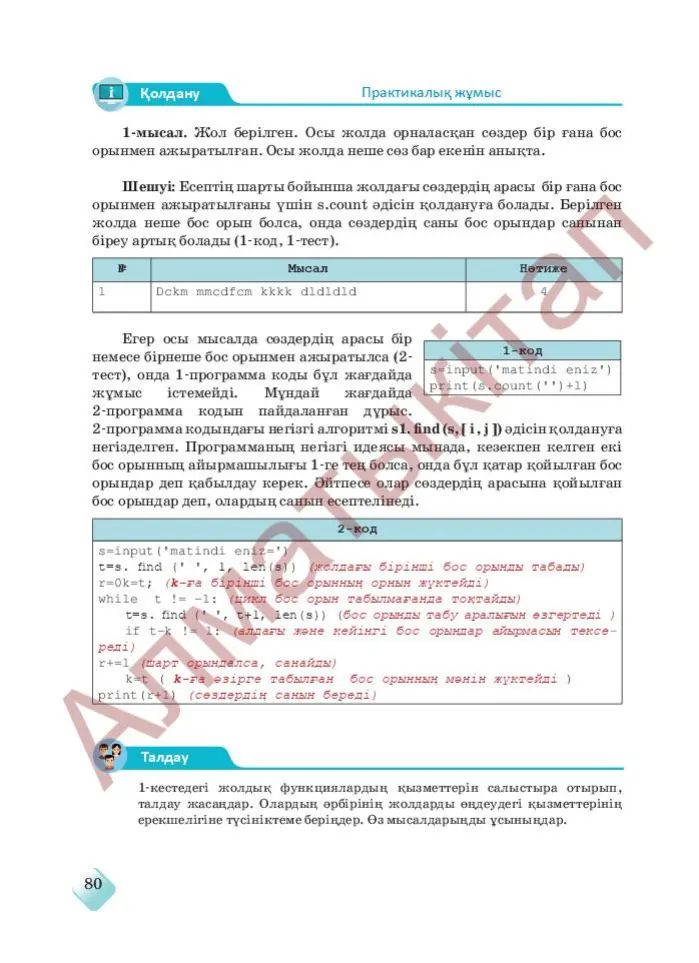 Қолдану
Практикалық жұмыс
1-мысал. Жол берілген. Осы жолда орналасқан сөздер бір ғана бос
орынмен ажыратылған. Осы жолда неше сөз бар екенін анықта.
Шешуі: Есептің шарты бойынша жолдағы сөздердің арасы бір ғана бос
орынмен ажыратылғаны үшін s.count әдісін қолдануға болады. Берілген
жолда неше бос орын болса, онда сөздердің саны бос орындар санынан
біреу артық болады (1-код, 1-тест).
№ Мысал Нәтиже
1 Dckm mmcdfcm kkkk dldldld 4
Егер осы мысалда сөздердің арасы бір
немесе бірнеше бос орынмен ажыратылса (2-
тест), онда 1-программа коды бұл жағдайда
жұмыс істемейді. Мұндай жағдайда
2-программа кодын пайдаланған дұрыс.
1-код
s=input('matindi eniz')
print(s.count('')+1)
2-программа кодындағы негізгі алгоритмі s1. find (s, [ i , j ]) әдісін қолдануға
негізделген. Программаның негізгі идеясы мынада, кезекпен келген екі
бос орынның айырмашылығы 1-ге тең болса, онда бұл қатар қойылған бос
орындар деп қабылдау керек. Әйтпесе олар сөздердің арасына қойылған
бос орындар деп, олардың санын есептелінеді.
2-код
s=input('matindi eniz=')
t=s. find (' ', 1, len(s)) (жолдағы бірінші бос орынды табады)
r=0k=t; (k-ға бірінші бос орынның орнын жүктейді)
while t != -1: (цикл бос орын табылмағанда тоқтайды)
t=s. find (' ', t+1, len(s)) (бос орынды табу аралығын өзгертеді )
if t-k != 1: (алдағы және кейінгі бос орындар айырмасын тексе-
реді)
r+=1 (шарт орындалса, санайды)
k=t ( k-ға әзірге табылған бос орынның мәнін жүктейді )
print(r+1) (сөздердің санын береді)
Талдау
1-кестедегі жолдық функциялардың қызметтерін салыстыра отырып,
талдау жасаңдар. Олардың әрбірінің жолдарды өңдеудегі қызметтерінің
ерекшелігіне түсініктеме беріңдер. Өз мысалдарыңды ұсыныңдар.
80
Алматыкітап